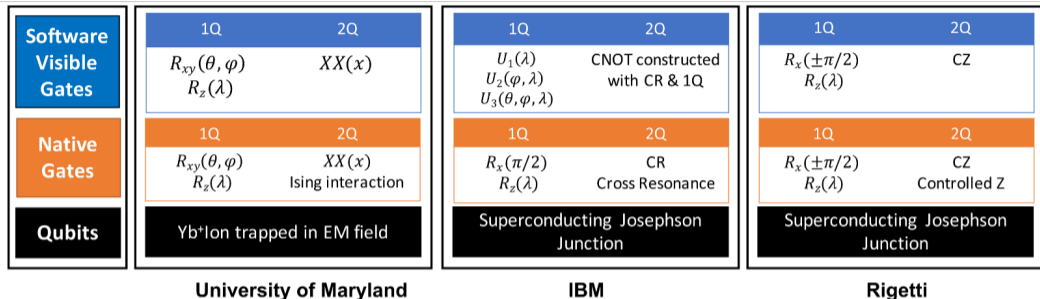 Software
Visible
Gates
Native
Gates
Qubits
1Q 2Q
Rxy(θ, φ) XX(x)
Rz(λ)
1Q 2Q
Rxy(θ, φ) XX(x)
Rz(λ) Ising interaction
Yb⁺Ion trapped in EM field
University of Maryland
1Q 2Q
U1(λ) CNOT constructed
U2(φ, λ) with CR & 1Q
U3(θ, φ, λ)
1Q 2Q
Rx(π/2) CR
Rz(λ) Cross Resonance
Superconducting Josephson
Junction
IBM
1Q 2Q
Rx(±π/2) CZ
Rz(λ)
1Q 2Q
Rx(±π/2) CZ
Rz(λ) Controlled Z
Superconducting Josephson
Junction
Rigetti